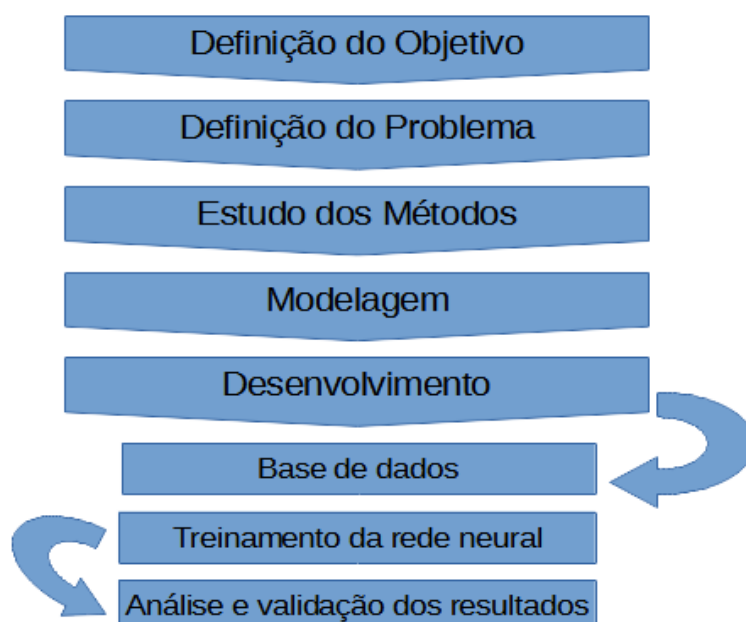 Definição do Objetivo
Definição do Problema
Estudo dos Métodos
Modelagem
Desenvolvimento
Base de dados
Treinamento da rede neural
Análise e validação dos resultados